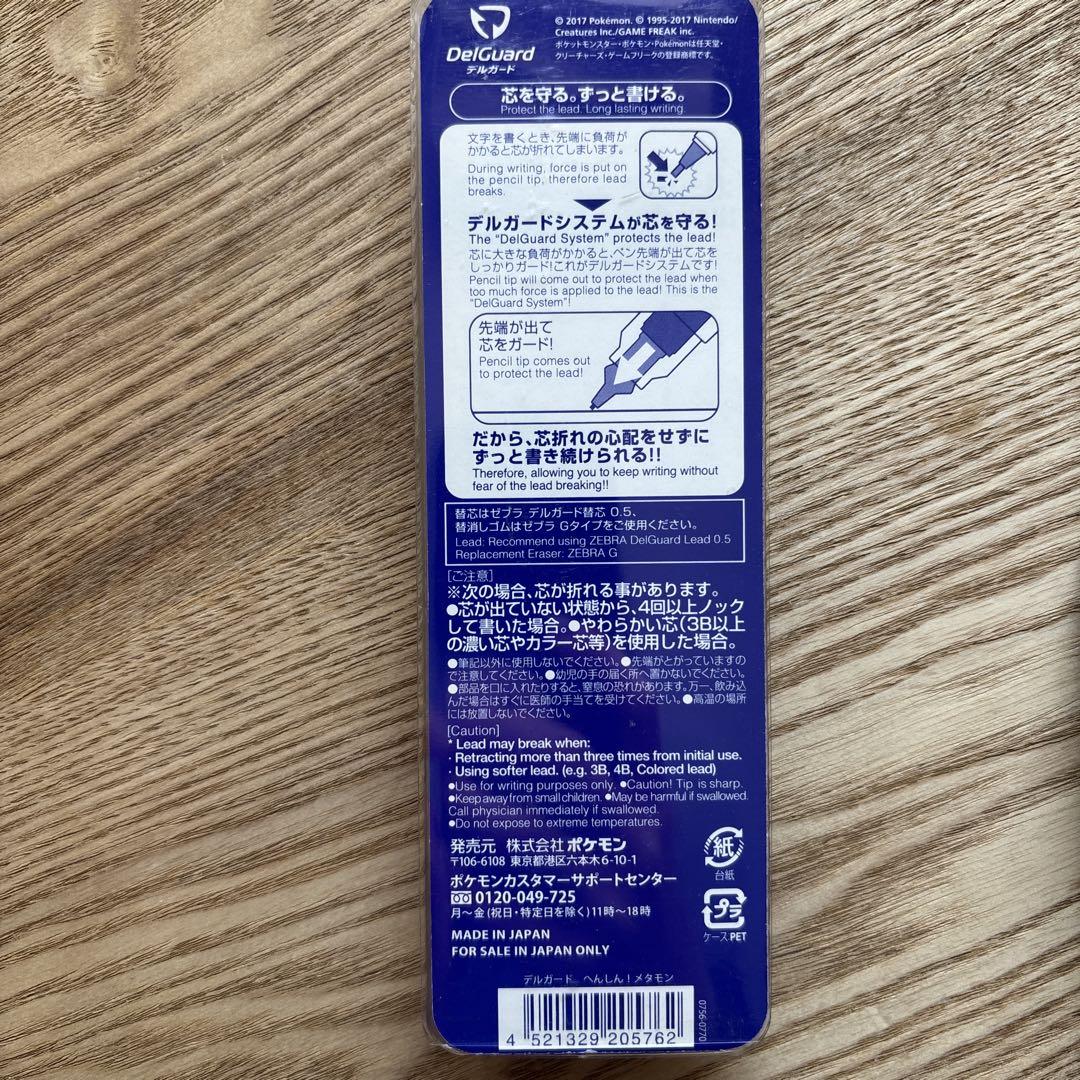 DelGuard
デルガード
© 2017 Pokémon. © 1995-2017 Nintendo/
Creatures Inc./GAME FREAK inc.
ポケットモンスター・ポケモン・Pokémonは任天堂・
クリーチャーズ・ゲームフリークの登録商標です。
芯を守る。ずっと書ける。
Protect the lead. Long lasting writing.
文字を書くとき、先端に負荷が
かかると芯が折れてしまいます。
During writing, force is put on
the pencil tip, therefore lead
breaks.
デルガードシステムが芯を守る!
The "DelGuard System" protects the lead!
芯に大きな負荷がかかると、ペン先端が出て芯を
しっかりガード!これがデルガードシステムです!
Pencil tip will come out to protect the lead when
too much force is applied to the lead! This is the
"DelGuard System"!
先端が出て
芯をガード!
Pencil tip comes out
to protect the lead!
だから、芯折れの心配をせずに
ずっと書き続けられる!!
Therefore, allowing you to keep writing without
fear of the lead breaking!!
替芯はゼブラ デルガード替芯 0.5、
替消しゴムはゼブラ Gタイプをご使用ください。
Lead: Recommend using ZEBRA DelGuard Lead 0.5
Replacement Eraser: ZEBRA G
[ご注意]
※次の場合、芯が折れる事があります。
●芯が出ていない状態から、4回以上ノック
して書いた場合。●やわらかい芯(3B以上
の濃い芯やカラー芯等)を使用した場合。
●筆記以外に使用しないでください。●先端がとがっていますの
で注意してください。●幼児の手の届く所へ置かないでください。
●部品を口に入れたりすると、窒息の恐れがあります。万一、飲み込
んだ場合はすぐに医師の手当てを受けてください。●高温の場所
には放置しないでください。
[Caution]
* Lead may break when:
· Retracting more than three times from initial use.
· Using softer lead. (e.g. 3B, 4B, Colored lead)
●Use for writing purposes only. ●Caution! Tip is sharp.
●Keep away from small children. ●May be harmful if swallowed.
Call physician immediately if swallowed.
●Do not expose to extreme temperatures.
発売元 株式会社 ポケモン
〒106-6108 東京都港区六本木6-10-1
ポケモンカスタマーサポートセンター
0120-049-725
月～金(祝日・特定日を除く)11時～18時
MADE IN JAPAN
FOR SALE IN JAPAN ONLY
紙
台紙
プラ
ケース PET
デルガード へんしん!メタモン
4 521329 205762
0756-0770